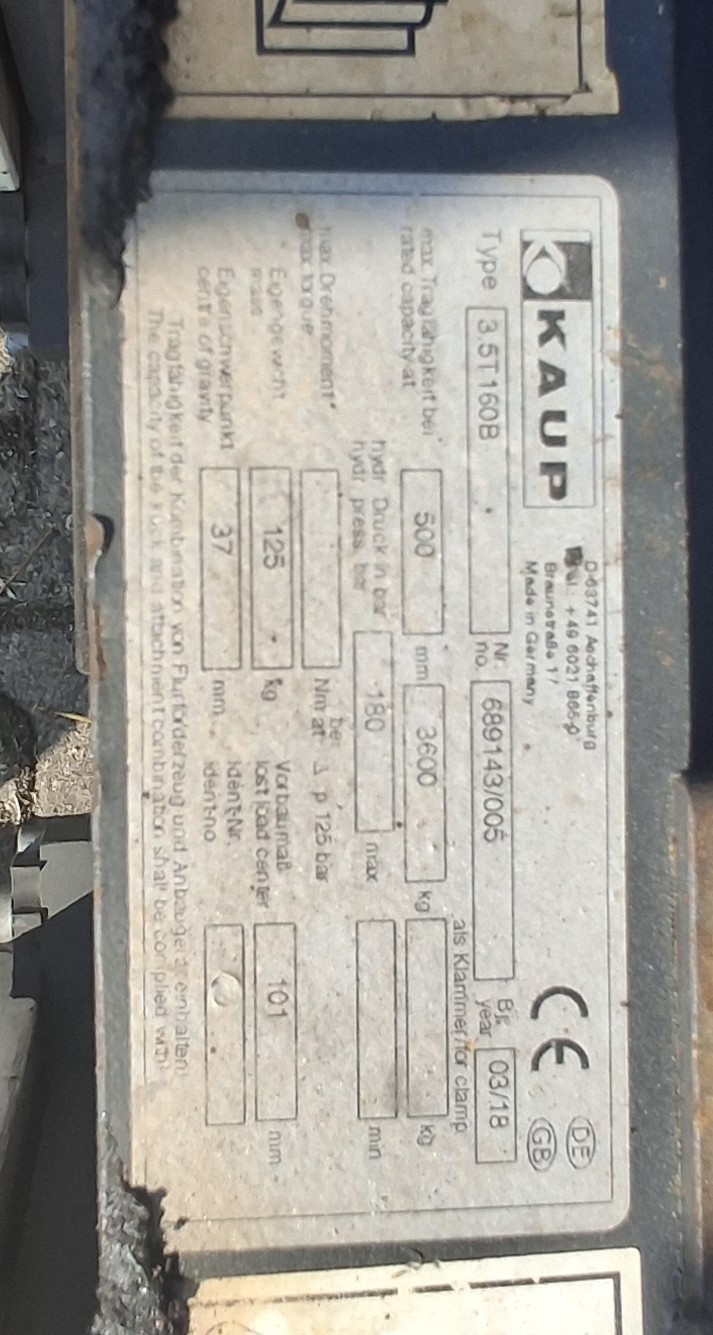 KAUP
D-63741 Aschaffenburg
Braunstraße 17
Tel.: +49 6021 865-0
Made in Germany
CE
DE
GB
Type 3.5T160B Nr. no. 689143/005 Bj. year 03/18
als Klammer/for clamp
max. Tragfähigkeit bei
rated capacity at 500 mm 3600 kg kg
hydr. Druck in bar
hydr. press. bar 180 max min
max. Drehmoment*
max. torque Nm bei at Δ p 125 bar
Eigengewicht
mass 125 kg Vorbaumaß
lost load center 101 mm
Eigenschwerpunkt
centre of gravity 37 mm Ident-Nr.
ident-no.
Tragfähigkeit der Kombination von Flurförderzeug und Anbaugerät einhalten
The capacity of the truck and attachment combination shall be complied with